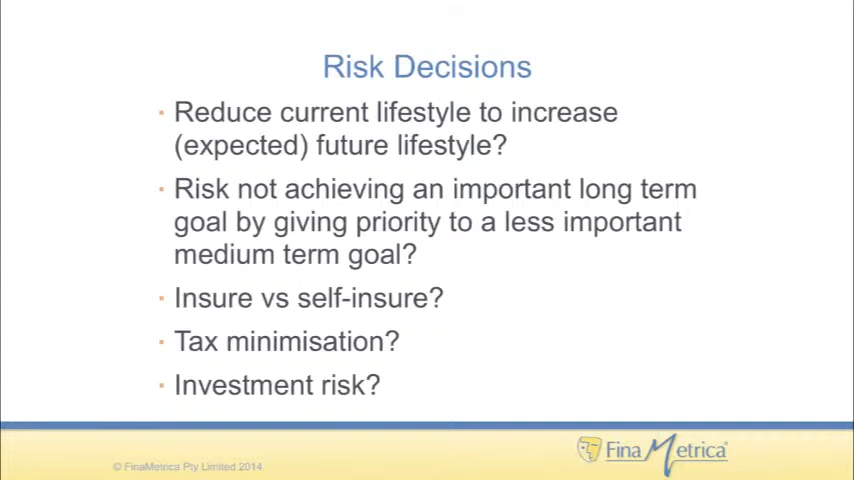 Risk Decisions
· Reduce current lifestyle to increase
(expected) future lifestyle?
· Risk not achieving an important long term
goal by giving priority to a less important
medium term goal?
· Insure vs self-insure?
· Tax minimisation?
· Investment risk?
© FinaMetrica Pty Limited 2014
FinaMetrica®